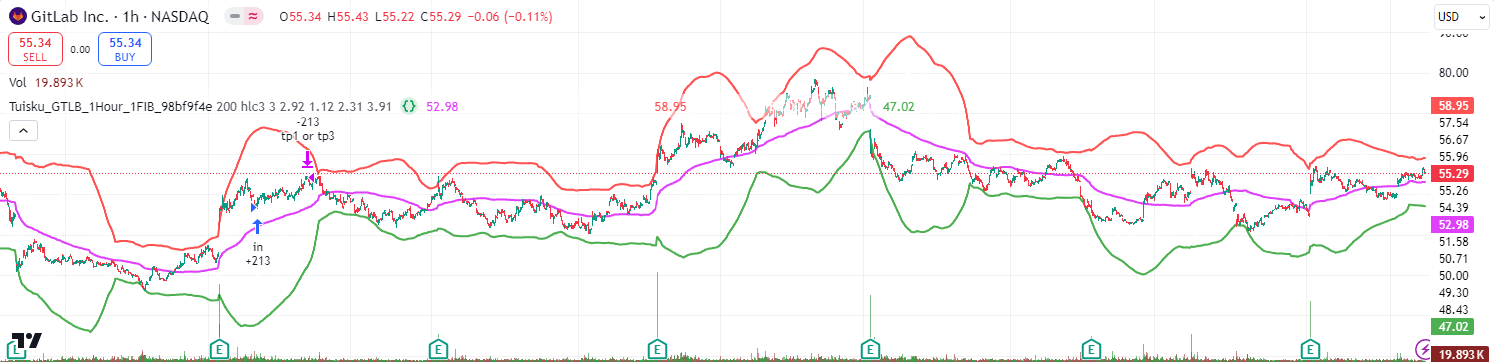 GitLab Inc. · 1h · NASDAQ O55.34 H55.43 L55.22 C55.29 −0.06 (−0.11%)
USD
55.34
SELL
0.00
55.34
BUY
Vol 19.893 K
Tuisku_GTLB_1Hour_1FIB_98bf9f4e 200 hlc3 3 2.92 1.12 2.31 3.91 {} 52.98
58.95
47.02
-213
tp1 or tp3
in
+213
80.00
58.95
57.54
56.67
55.96
55.29
55.26
54.39
52.98
51.58
50.71
50.00
49.30
48.43
47.02
19.893 K
E
E
E
E
E
E